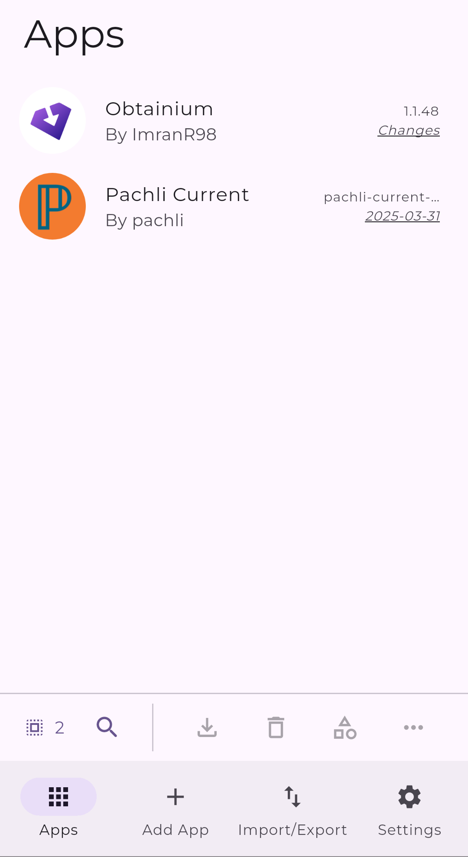 Apps
Obtainium
By ImranR98
1.1.48
Changes
Pachli Current
By pachli
pachli-current-...
2025-03-31
2
Apps
Add App
Import/Export
Settings